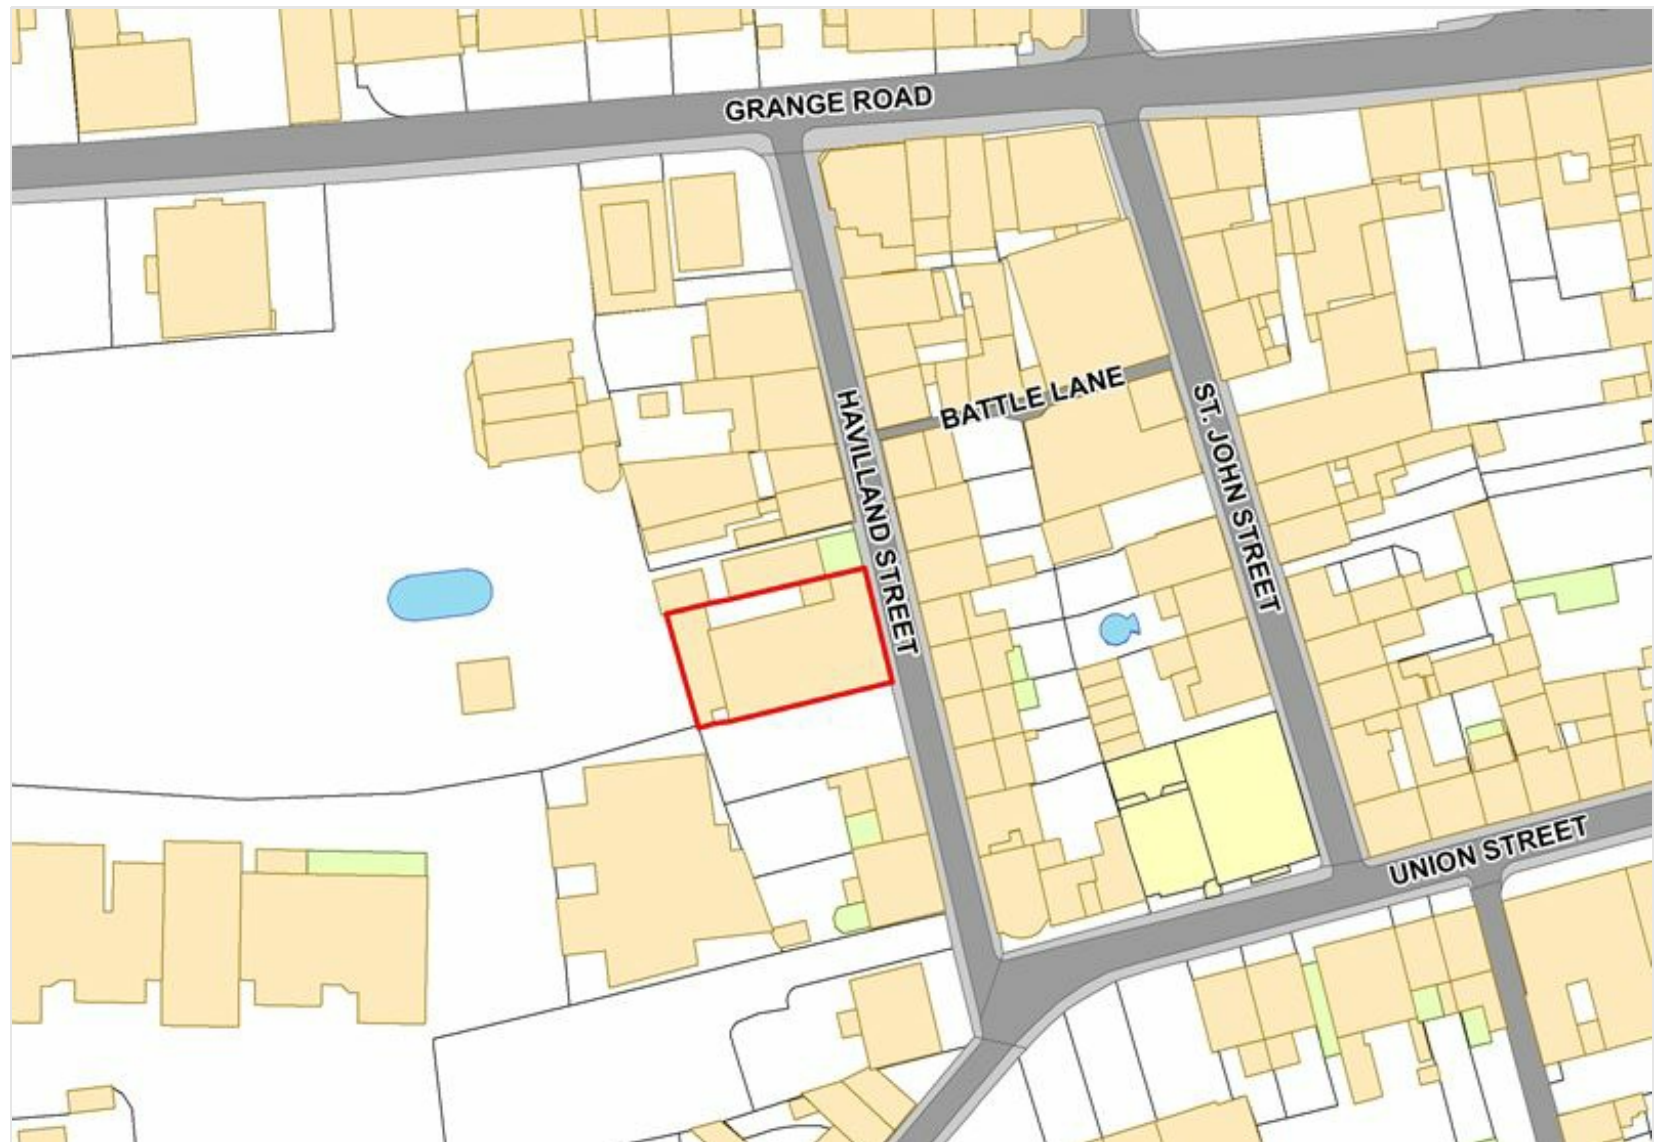 GRANGE ROAD
HAVILLAND STREET
BATTLE LANE
ST. JOHN STREET
UNION STREET